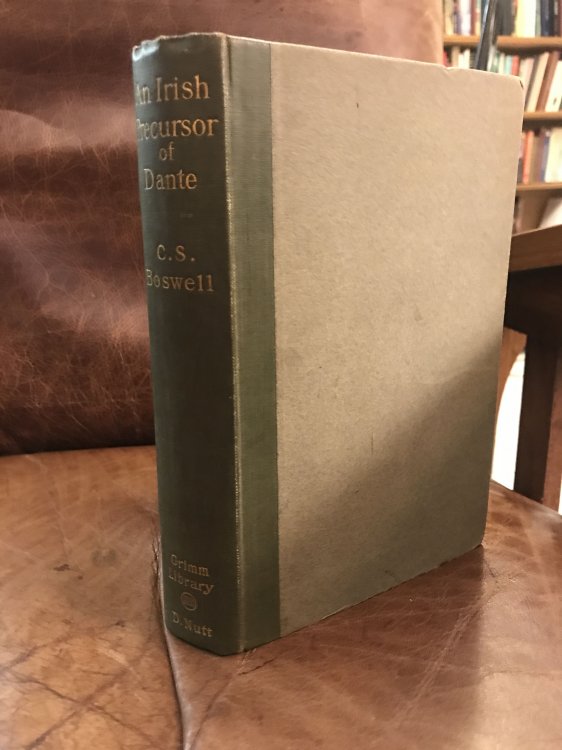 An Irish
Precursor
of
Dante
C.S.
Boswell
Grimm
Library
D. Nutt